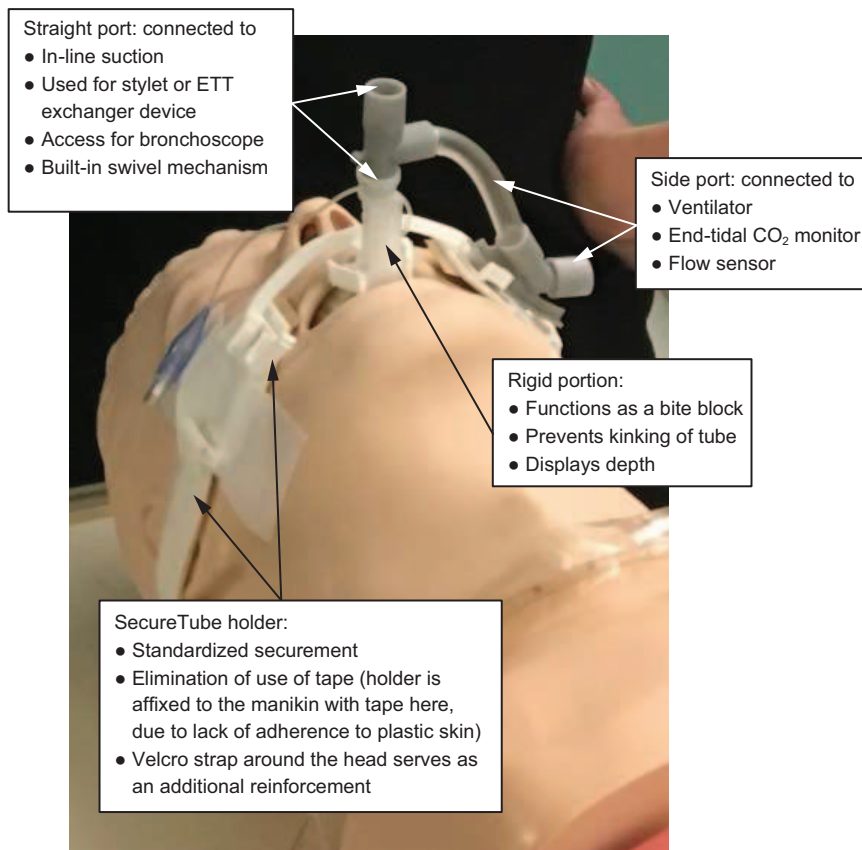 Straight port: connected to
● In-line suction
● Used for stylet or ETT
exchanger device
● Access for bronchoscope
● Built-in swivel mechanism
Side port: connected to
● Ventilator
● End-tidal CO₂ monitor
● Flow sensor
Rigid portion:
● Functions as a bite block
● Prevents kinking of tube
● Displays depth
SecureTube holder:
● Standardized securement
● Elimination of use of tape (holder is
affixed to the manikin with tape here,
due to lack of adherence to plastic skin)
● Velcro strap around the head serves as
an additional reinforcement